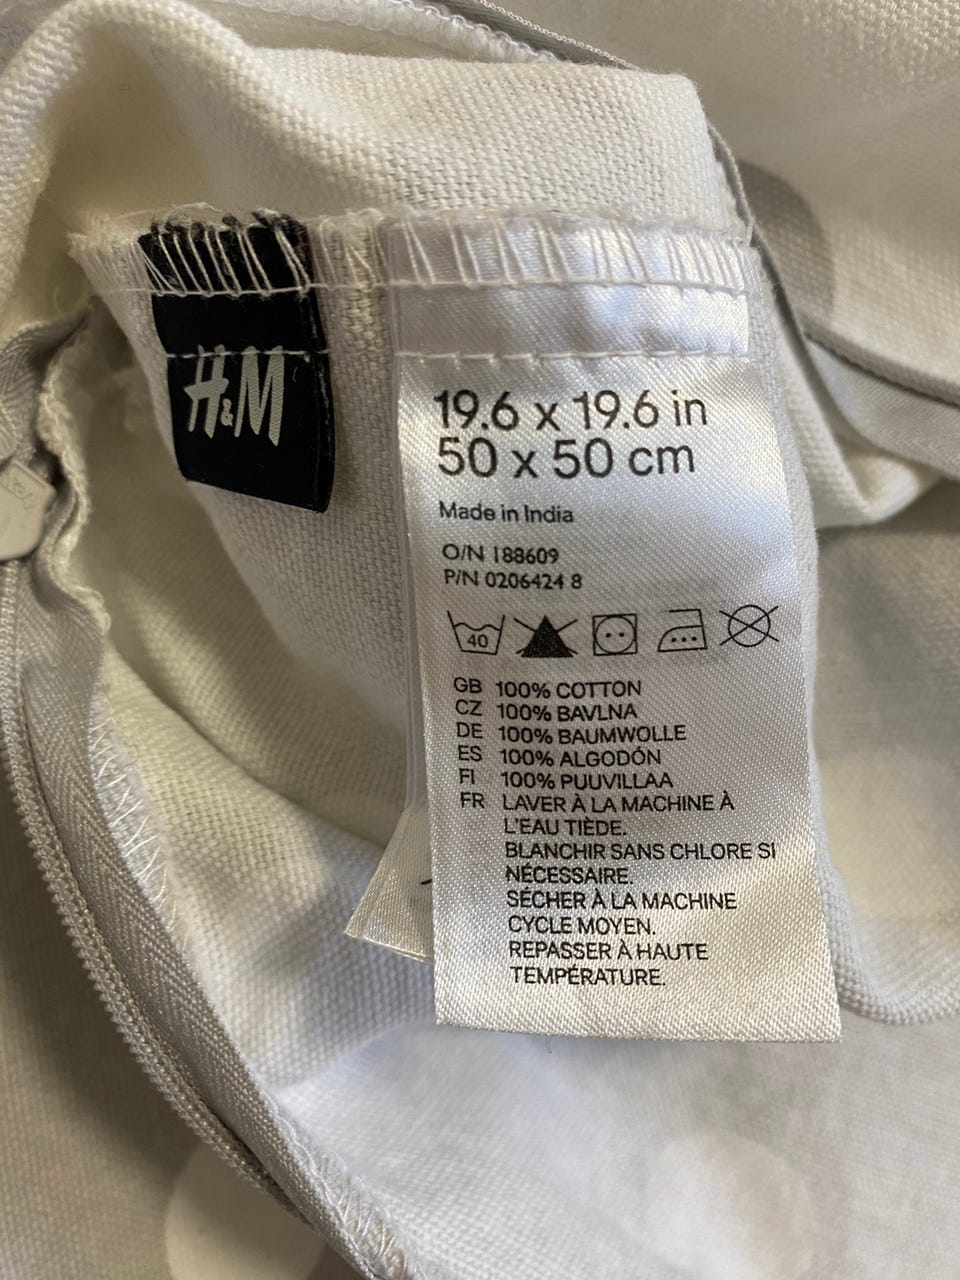 H&M
19.6 x 19.6 in
50 x 50 cm
Made in India
O/N 188609
P/N 0206424 8
40
GB 100% COTTON
CZ 100% BAVLNA
DE 100% BAUMWOLLE
ES 100% ALGODÓN
FI 100% PUUVILLAA
FR LAVER À LA MACHINE À
L'EAU TIÈDE.
BLANCHIR SANS CHLORE SI
NÉCESSAIRE.
SÉCHER À LA MACHINE
CYCLE MOYEN.
REPASSER À HAUTE
TEMPÉRATURE.